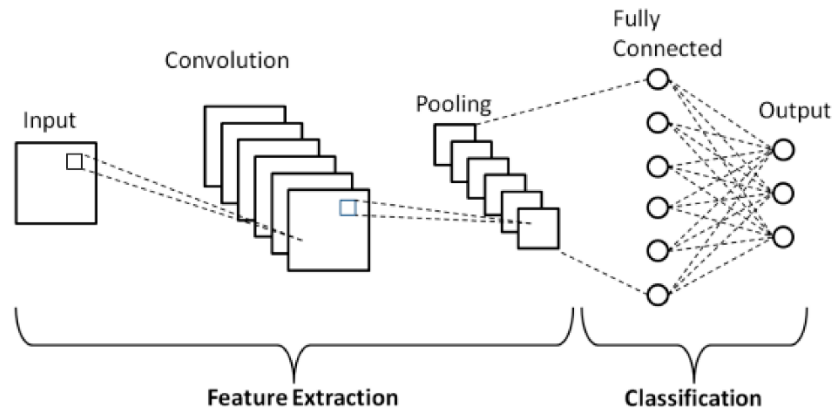 Input
Convolution
Pooling
Fully
Connected
Output
Feature Extraction
Classification